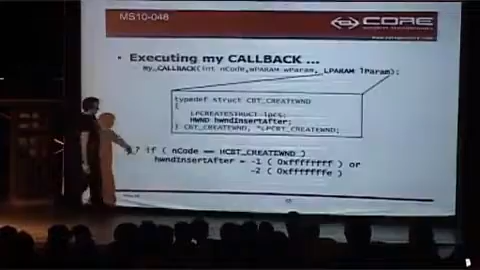 MS10-048
CORE
• Executing my CALLBACK ...
– My_CALLBACK(int nCode,WPARAM wParam, LPARAM lParam);
typedef struct CBT_CREATEWND
{
LPCREATESTRUCT lpcs;
HWND hwndInsertAfter;
} CBT_CREATEWND, *LPCBT_CREATEWND;
? if ( nCode == HCBT_CREATEWND )
hwndInsertAfter = -1 ( 0xffffffff ) or
-2 ( 0xfffffffe )